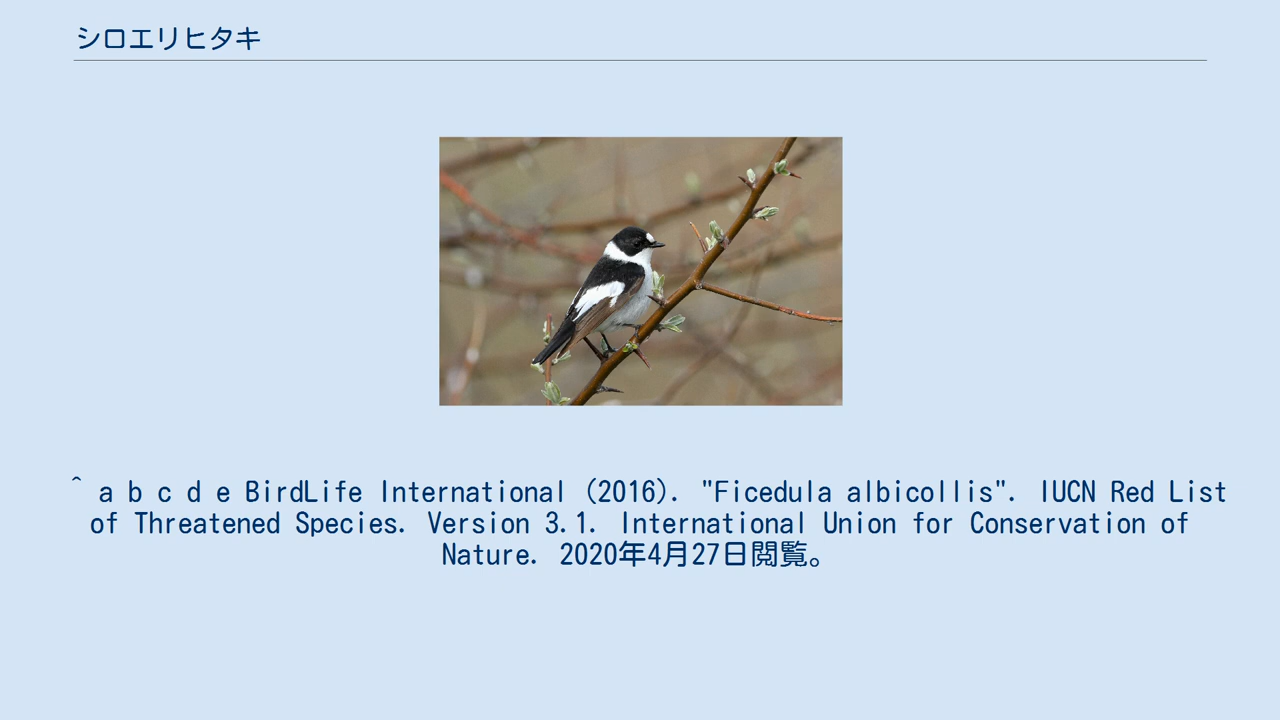 シロエリヒタキ
^ a b c d e BirdLife International (2016). "Ficedula albicollis". IUCN Red List
of Threatened Species. Version 3.1. International Union for Conservation of
Nature. 2020年4月27日閲覧。